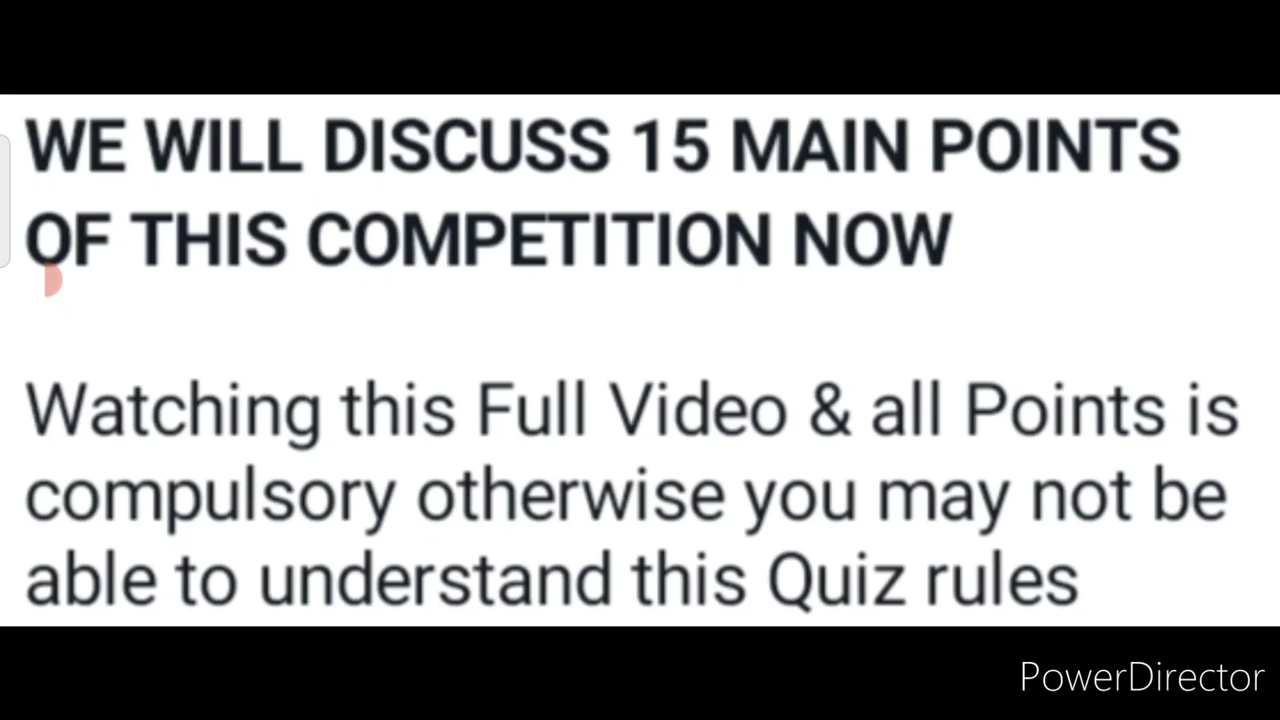 WE WILL DISCUSS 15 MAIN POINTS
OF THIS COMPETITION NOW
Watching this Full Video & all Points is
compulsory otherwise you may not be
able to understand this Quiz rules
PowerDirector